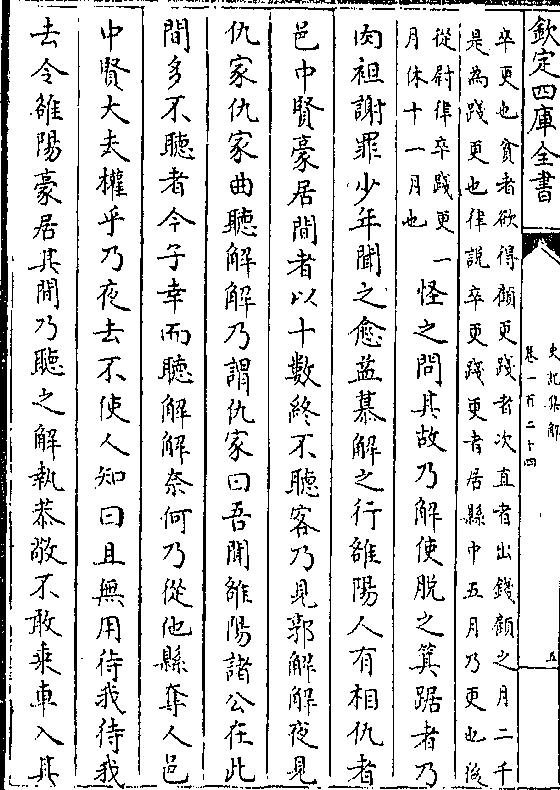 欽定四庫全書
史記集解
卷一百二十四
五
卒更也貧者欲得顧更踐者次直者出錢顧之月二千
是為踐更也律說卒更踐更者居縣中五月乃更也後
從尉律卒踐更一
月休十一月也
怪之問其故乃解使脫之箕踞者乃
肉袒謝罪少年聞之愈益慕解之行雒陽人有相仇者
邑中賢豪居間者以十數終不聽客乃見郭解解夜見
仇家仇家曲聽解解乃謂仇家曰吾聞雒陽諸公在此
間多不聽者今子幸而聽解解奈何乃從他縣奪人邑
中賢大夫權乎乃夜去不使人知曰且無用待我待我
去令雒陽豪居其間乃聽之解執恭敬不敢乘車入其